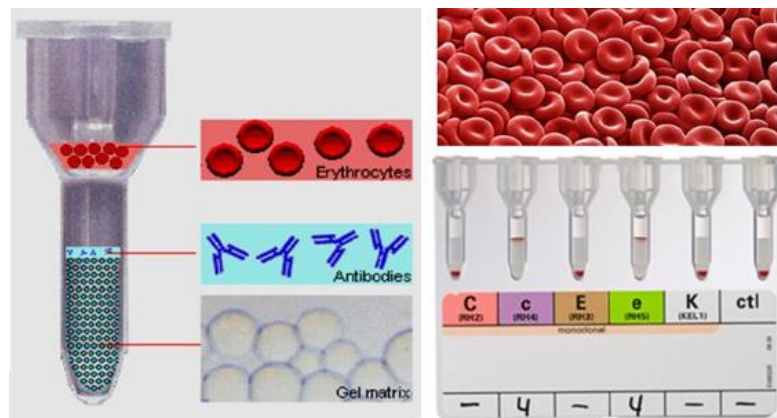 Erythrocytes
Antibodies
Gel matrix
C c E e K ctl
(RH2) (RH4) (RH3) (RH5) (KEL1)
monoclonal
- 4 - 4 - -